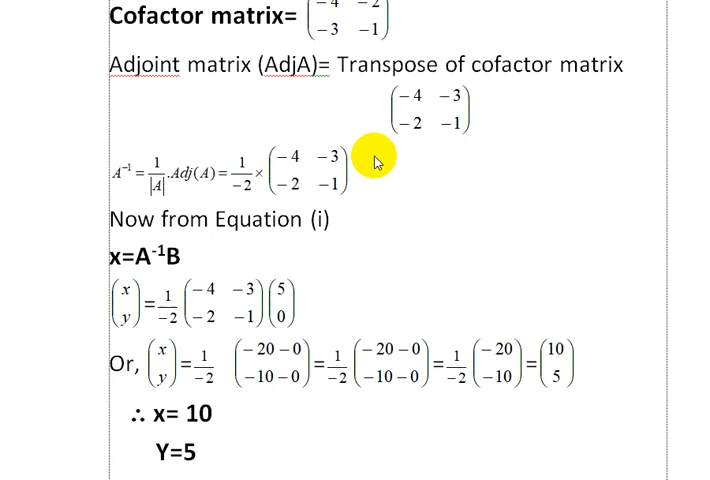 Cofactor matrix= (−4 −2
−3 −1)
Adjoint matrix (AdjA)= Transpose of cofactor matrix
(−4 −3
−2 −1)
A⁻¹ = 1/|A| .Adj(A) = 1/−2 × (−4 −3
−2 −1)
Now from Equation (i)
x=A⁻¹B
(x
y) = 1/−2 (−4 −3
−2 −1) (5
0)
Or, (x
y) = 1/−2 (−20−0
−10−0) = 1/−2 (−20−0
−10−0) = 1/−2 (−20
−10) = (10
5)
∴ x= 10
Y=5